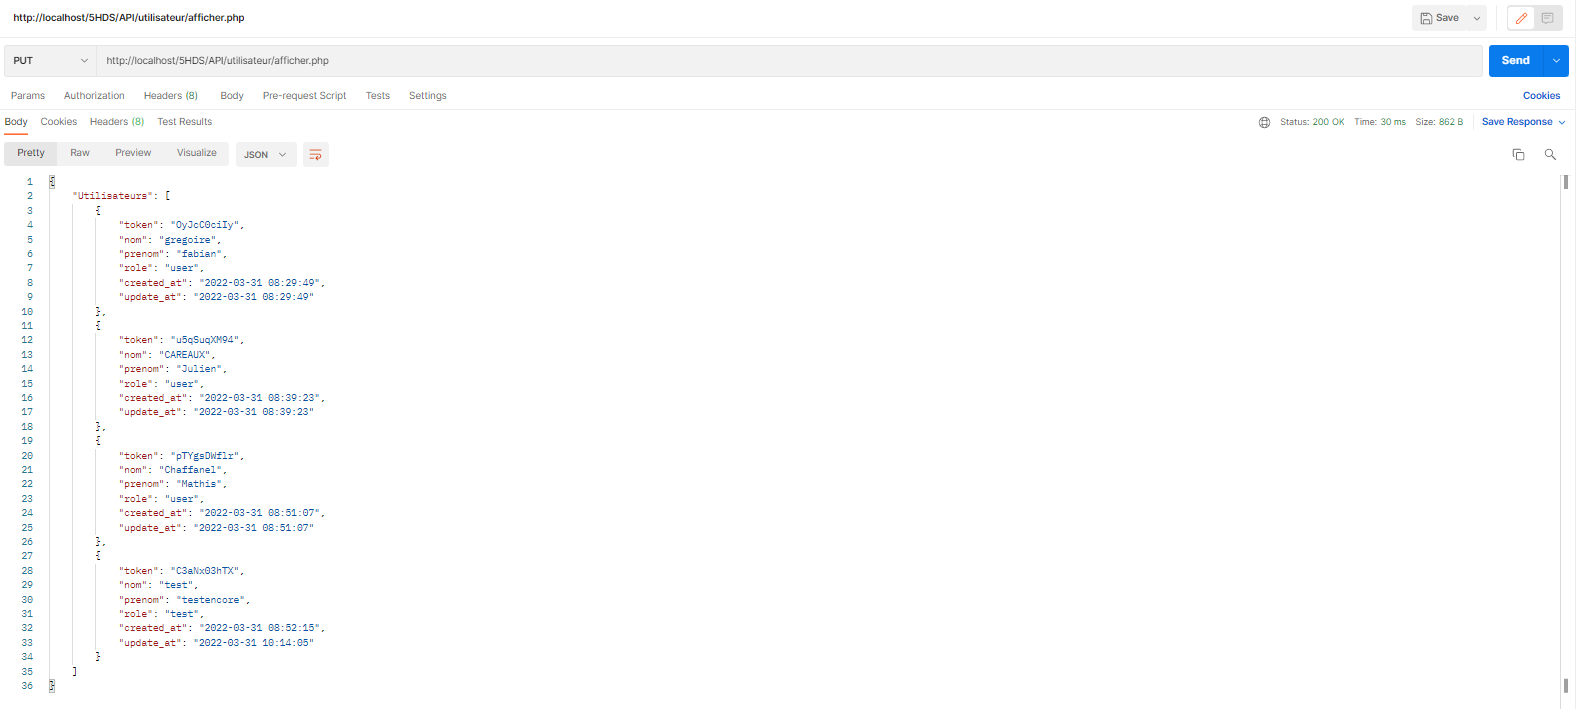 http://localhost/5HDS/API/utilisateur/afficher.php
Save
PUT
http://localhost/5HDS/API/utilisateur/afficher.php
Send
Params Authorization Headers (8) Body Pre-request Script Tests Settings Cookies
Body Cookies Headers (8) Test Results Status: 200 OK Time: 30 ms Size: 862 B Save Response
Pretty Raw Preview Visualize JSON
1 {
2 "Utilisateurs": [
3 {
4 "token": "OyJcC0ciIy",
5 "nom": "gregoire",
6 "prenom": "fabian",
7 "role": "user",
8 "created_at": "2022-03-31 08:29:49",
9 "update_at": "2022-03-31 08:29:49"
10 },
11 {
12 "token": "u5qSuqXM94",
13 "nom": "CAREAUX",
14 "prenom": "Julien",
15 "role": "user",
16 "created_at": "2022-03-31 08:39:23",
17 "update_at": "2022-03-31 08:39:23"
18 },
19 {
20 "token": "pTYgsDWflr",
21 "nom": "Chaffanel",
22 "prenom": "Mathis",
23 "role": "user",
24 "created_at": "2022-03-31 08:51:07",
25 "update_at": "2022-03-31 08:51:07"
26 },
27 {
28 "token": "C3aNx03hTX",
29 "nom": "test",
30 "prenom": "testencore",
31 "role": "test",
32 "created_at": "2022-03-31 08:52:15",
33 "update_at": "2022-03-31 10:14:05"
34 }
35 ]
36 }